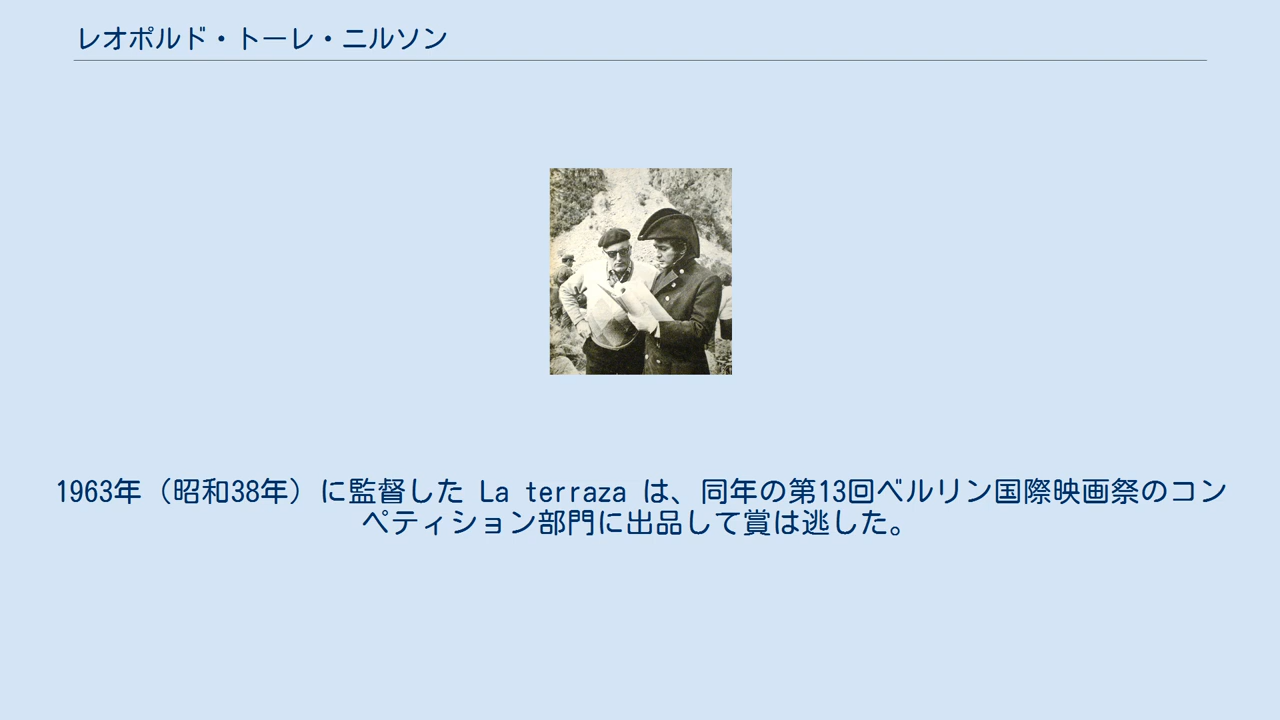 レオポルド・トーレ・ニルソン
1963年（昭和38年）に監督した La terraza は、同年の第13回ベルリン国際映画祭のコン
ペティション部門に出品して賞は逃した。